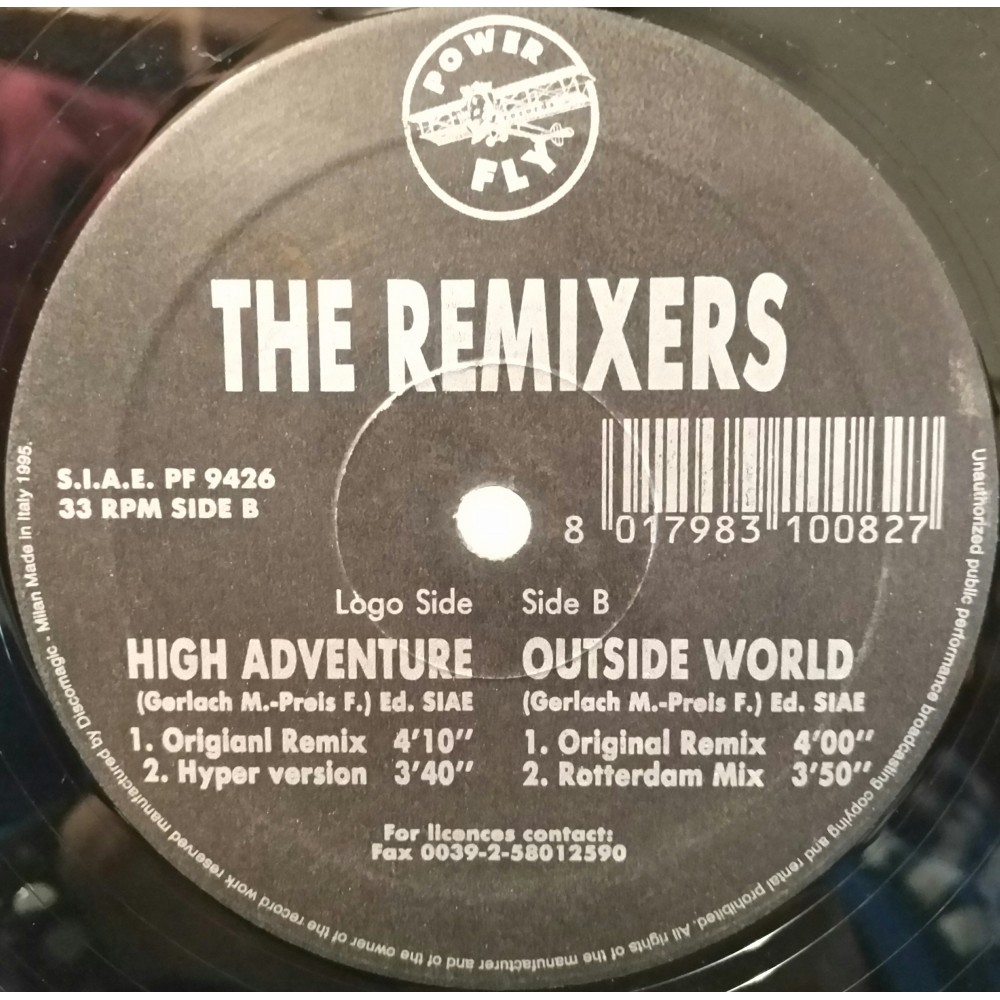 POWER
FLY
THE REMIXERS
S.I.A.E. PF 9426
33 RPM SIDE B
8 017983 100827
Logo Side
HIGH ADVENTURE
(Gerlach M.-Preis F.) Ed. SIAE
1. Origianl Remix 4'10"
2. Hyper version 3'40"
Side B
OUTSIDE WORLD
(Gerlach M.-Preis F.) Ed. SIAE
1. Original Remix 4'00"
2. Rotterdam Mix 3'50"
For licences contact:
Fax 0039-2-58012590
Unauthorized public performance broadcasting copying and rental prohibited. All rights of the manufacturer and of the owner of the record work reserved manufactured by Discomagic - Milan Made in Italy 1995.